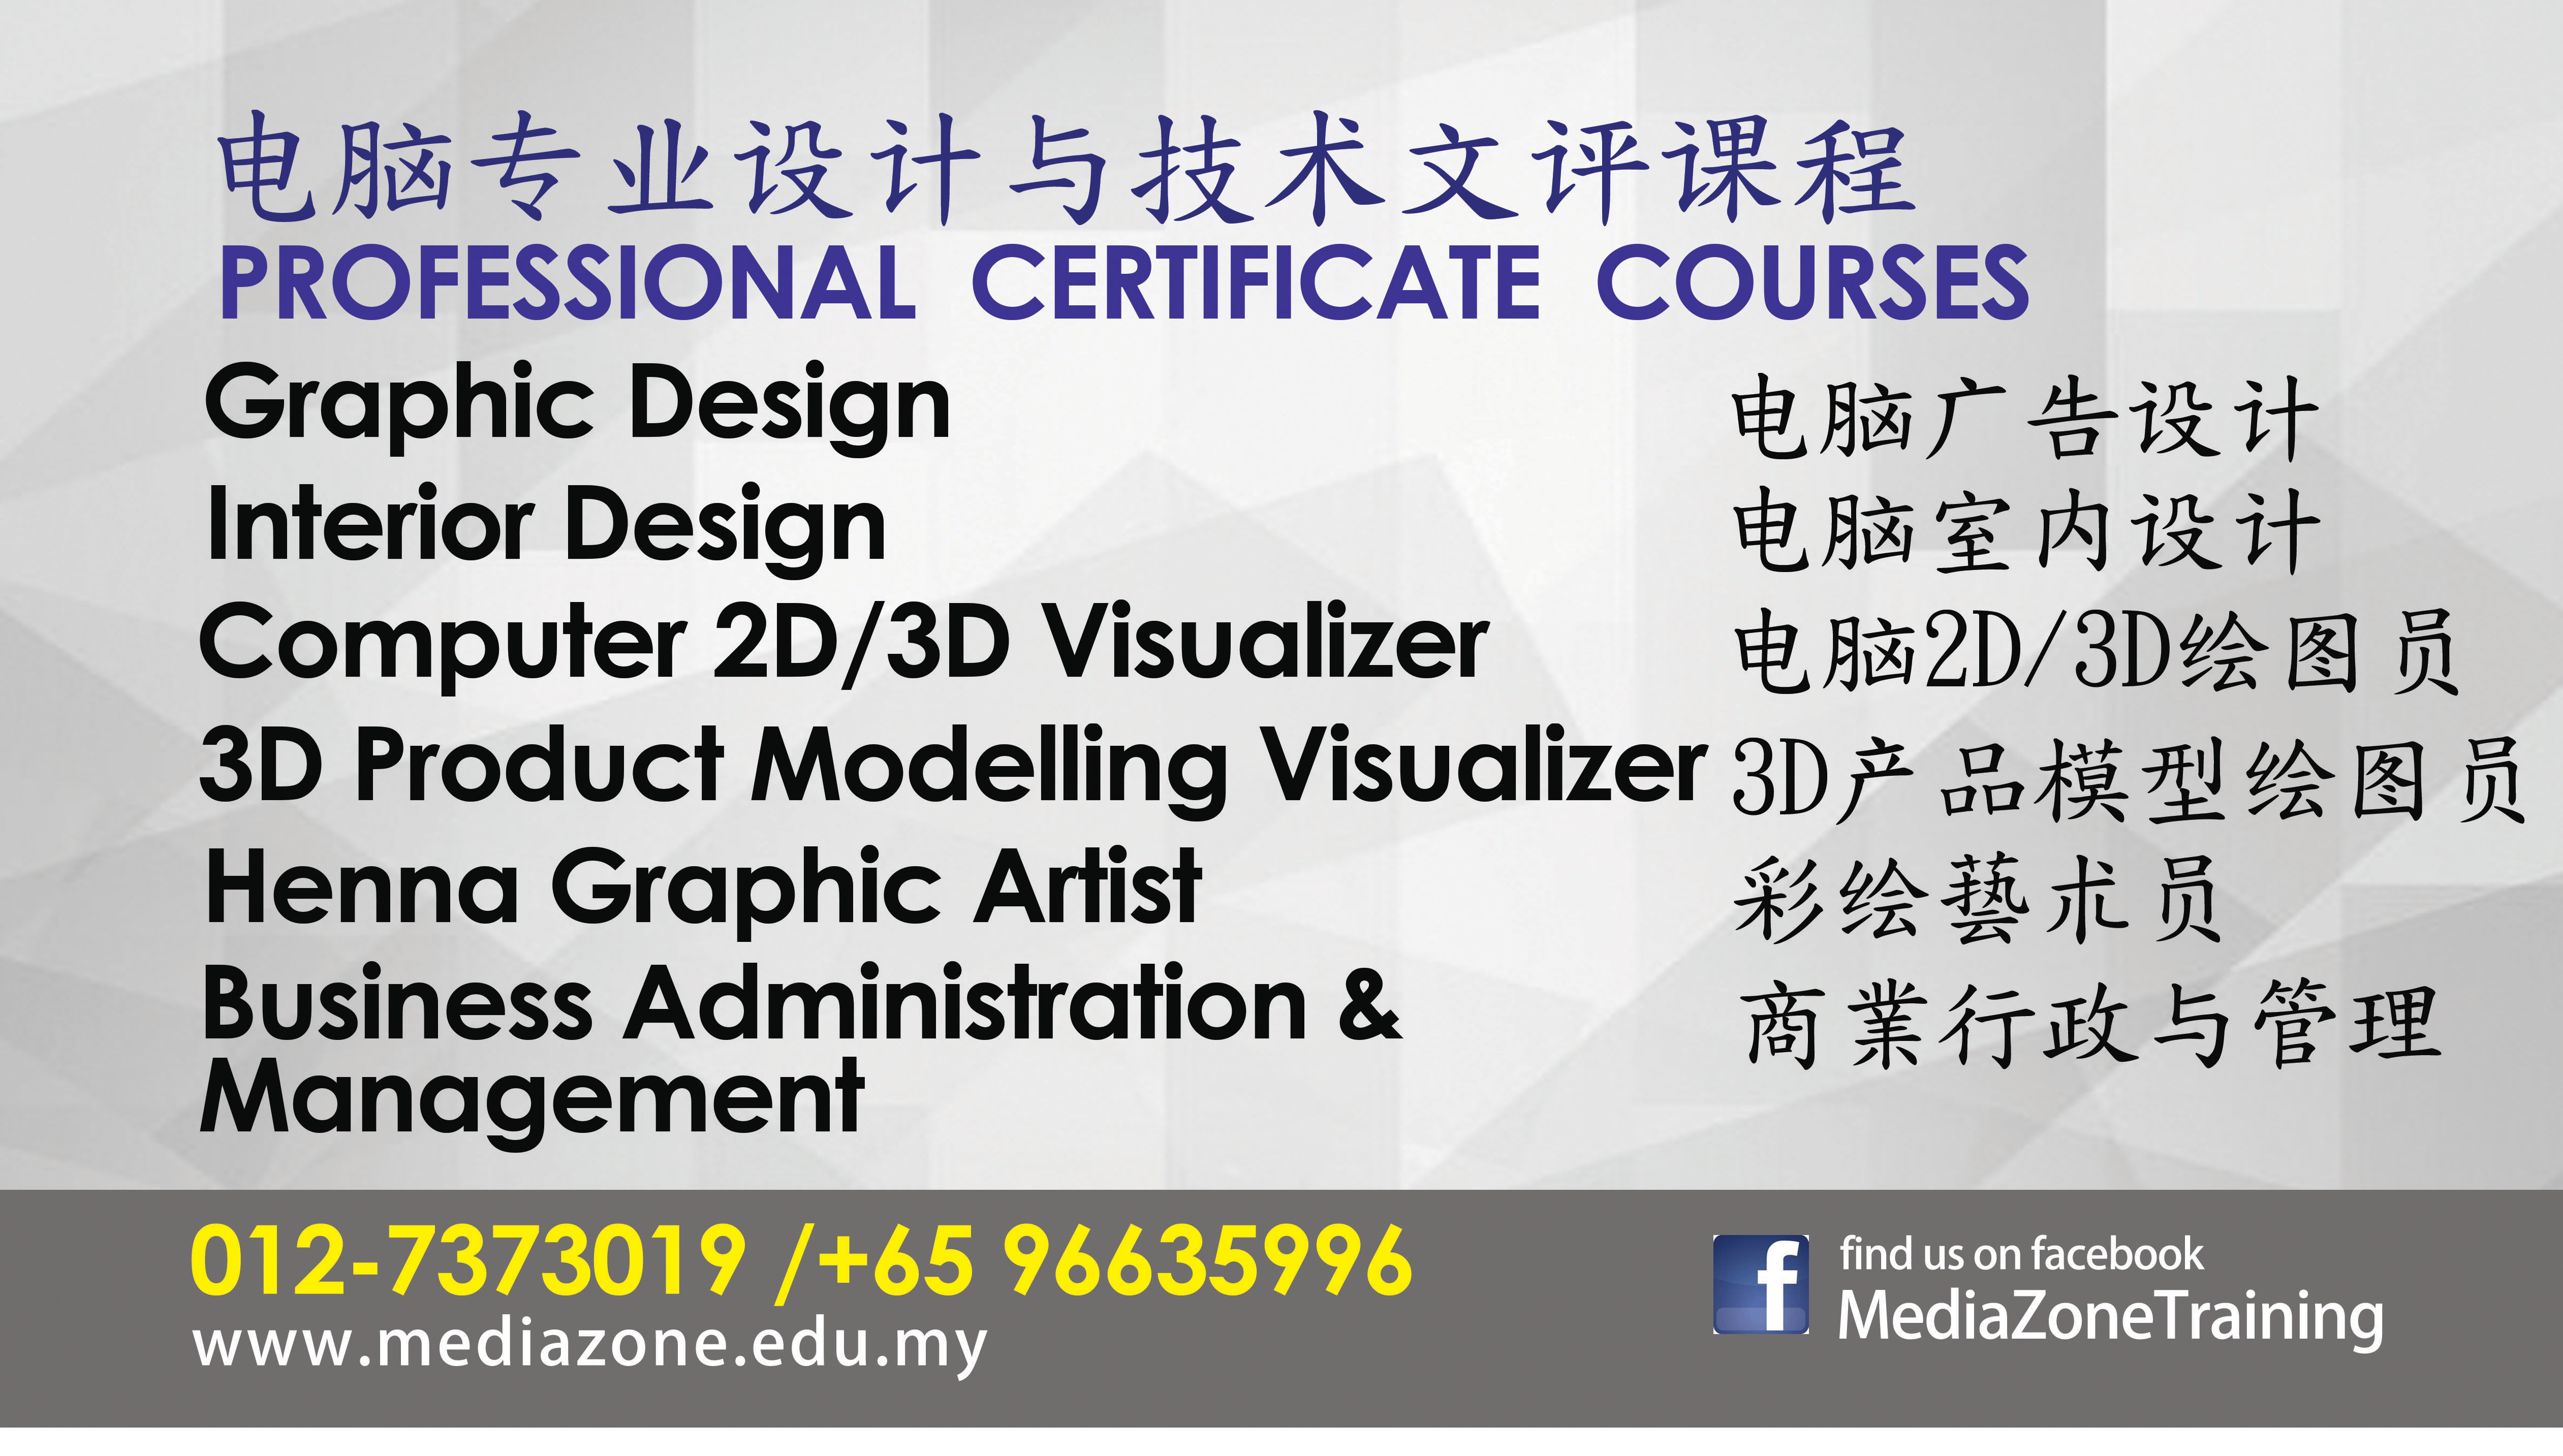 电脑专业设计与技术文评课程
PROFESSIONAL CERTIFICATE COURSES
Graphic Design 电脑广告设计
Interior Design 电脑室内设计
Computer 2D/3D Visualizer 电脑2D/3D绘图员
3D Product Modelling Visualizer 3D产品模型绘图员
Henna Graphic Artist 彩绘藝朮员
Business Administration & 商業行政与管理
Management
012-7373019 /+65 96635996
www.mediazone.edu.my
find us on facebook
MediaZoneTraining